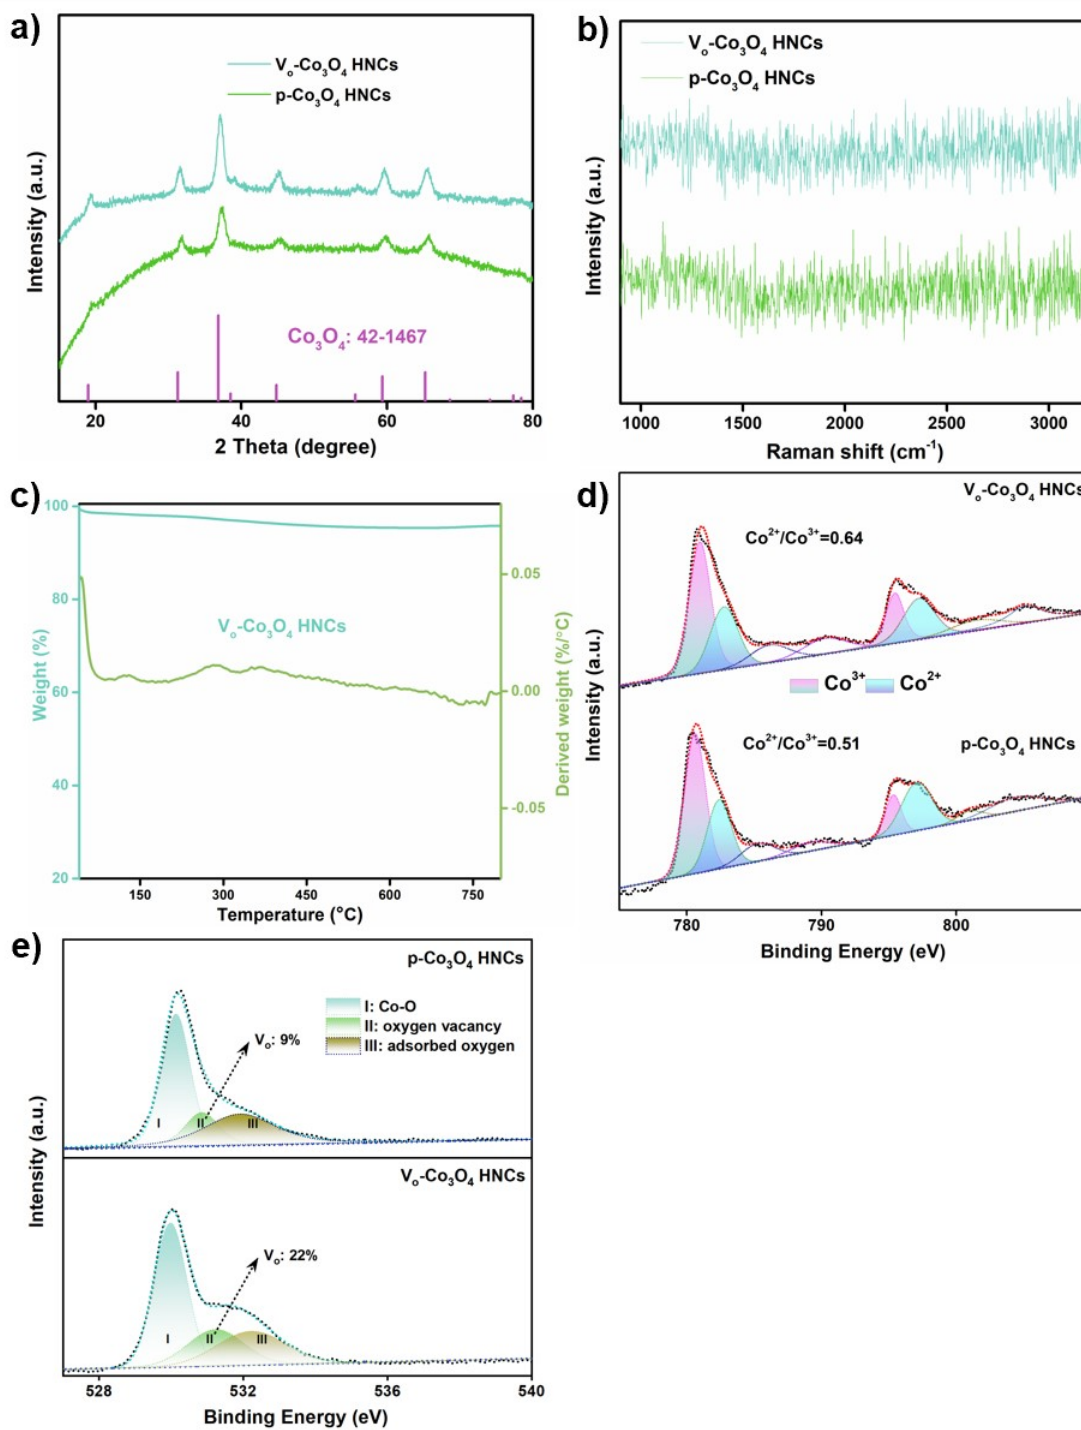 a)
Vo-Co3O4 HNCs
p-Co3O4 HNCs
Co3O4: 42-1467
Intensity (a.u.)
20 40 60 80
2 Theta (degree)
b)
Vo-Co3O4 HNCs
p-Co3O4 HNCs
Intensity (a.u.)
1000 1500 2000 2500 3000
Raman shift (cm-1)
c)
100
80
60
40
20
Weight (%)
Vo-Co3O4 HNCs
0.05
0.00
-0.05
Derived weight (%/°C)
150 300 450 600 750
Temperature (°C)
d)
Vo-Co3O4 HNCs
Co2+/Co3+=0.64
Co3+ Co2+
Co2+/Co3+=0.51
p-Co3O4 HNCs
Intensity (a.u.)
780 790 800
Binding Energy (eV)
e)
p-Co3O4 HNCs
I: Co-O
II: oxygen vacancy
III: adsorbed oxygen
Vo: 9%
I II III
Vo-Co3O4 HNCs
Vo: 22%
I II III
Intensity (a.u.)
528 532 536 540
Binding Energy (eV)